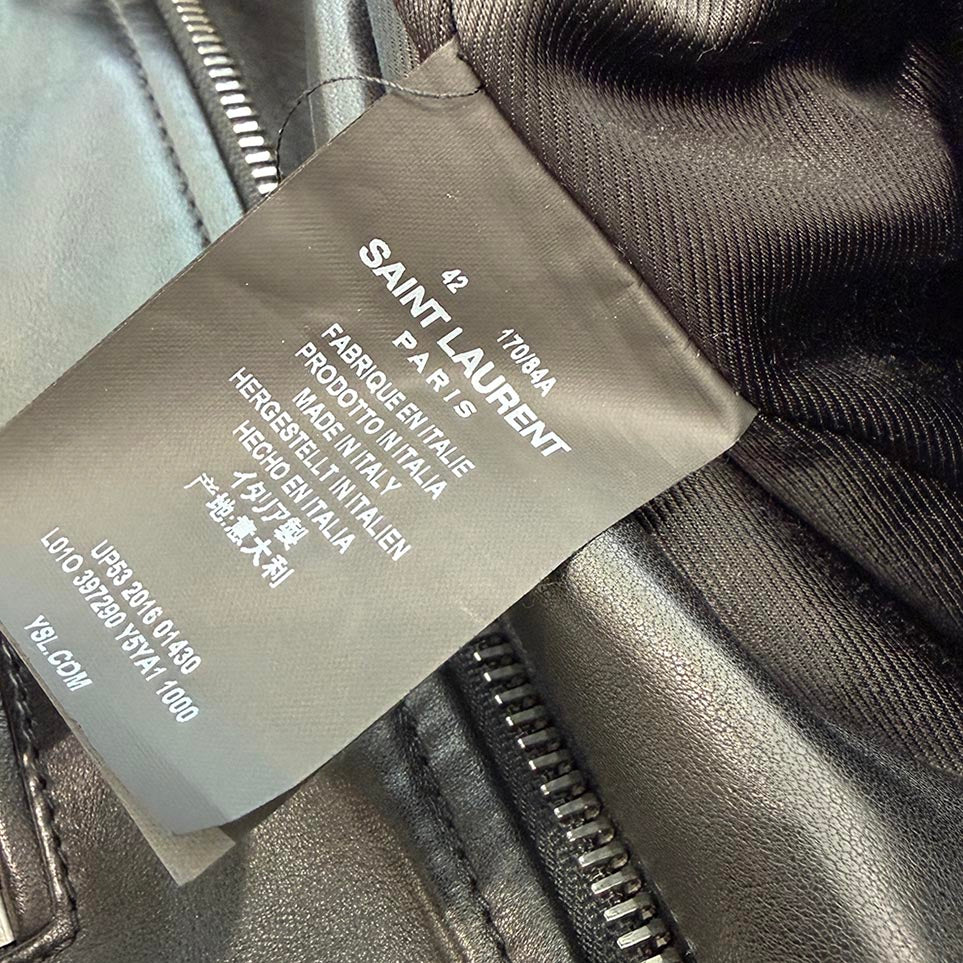 42
170/84A
SAINT LAURENT
PARIS
FABRIQUE EN ITALIE
PRODOTTO IN ITALIA
MADE IN ITALY
HERGESTELLT IN ITALIEN
HECHO EN ITALIA
イタリア製
产地:意大利
UP53 2016 01430
L01O 397290 Y5YA1 1000
YSL.COM